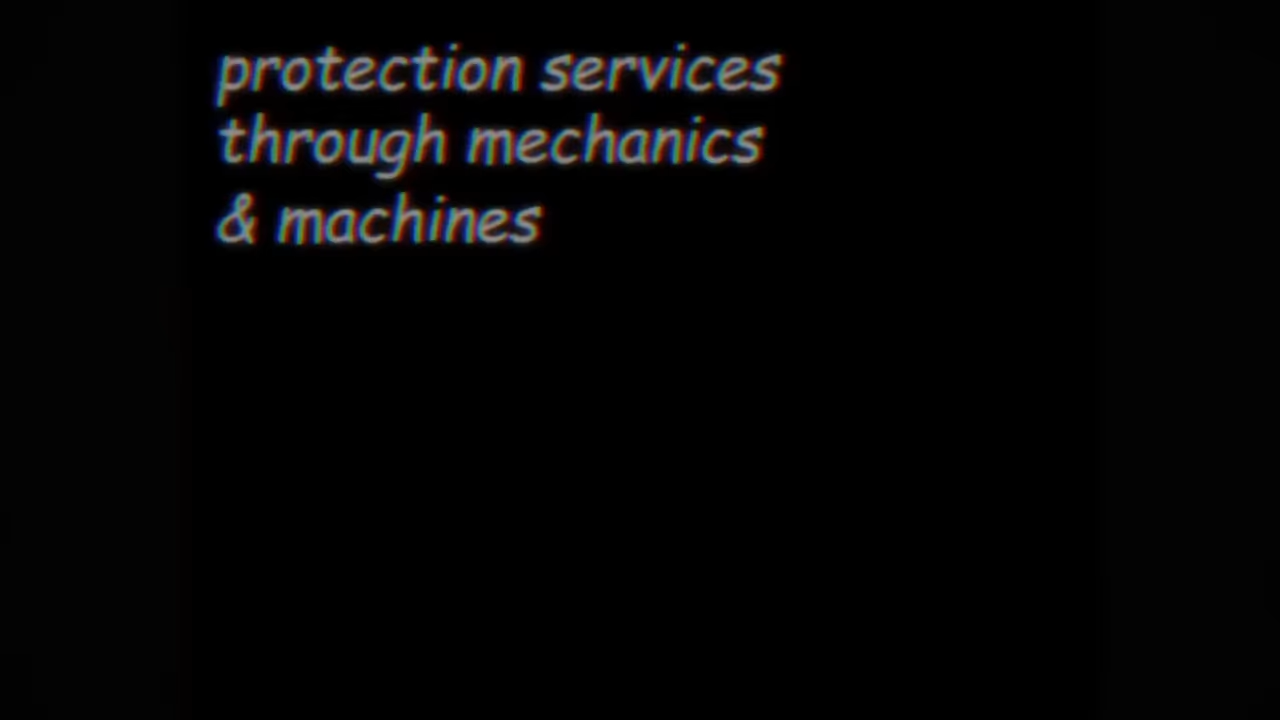 protection services
through mechanics
& machines